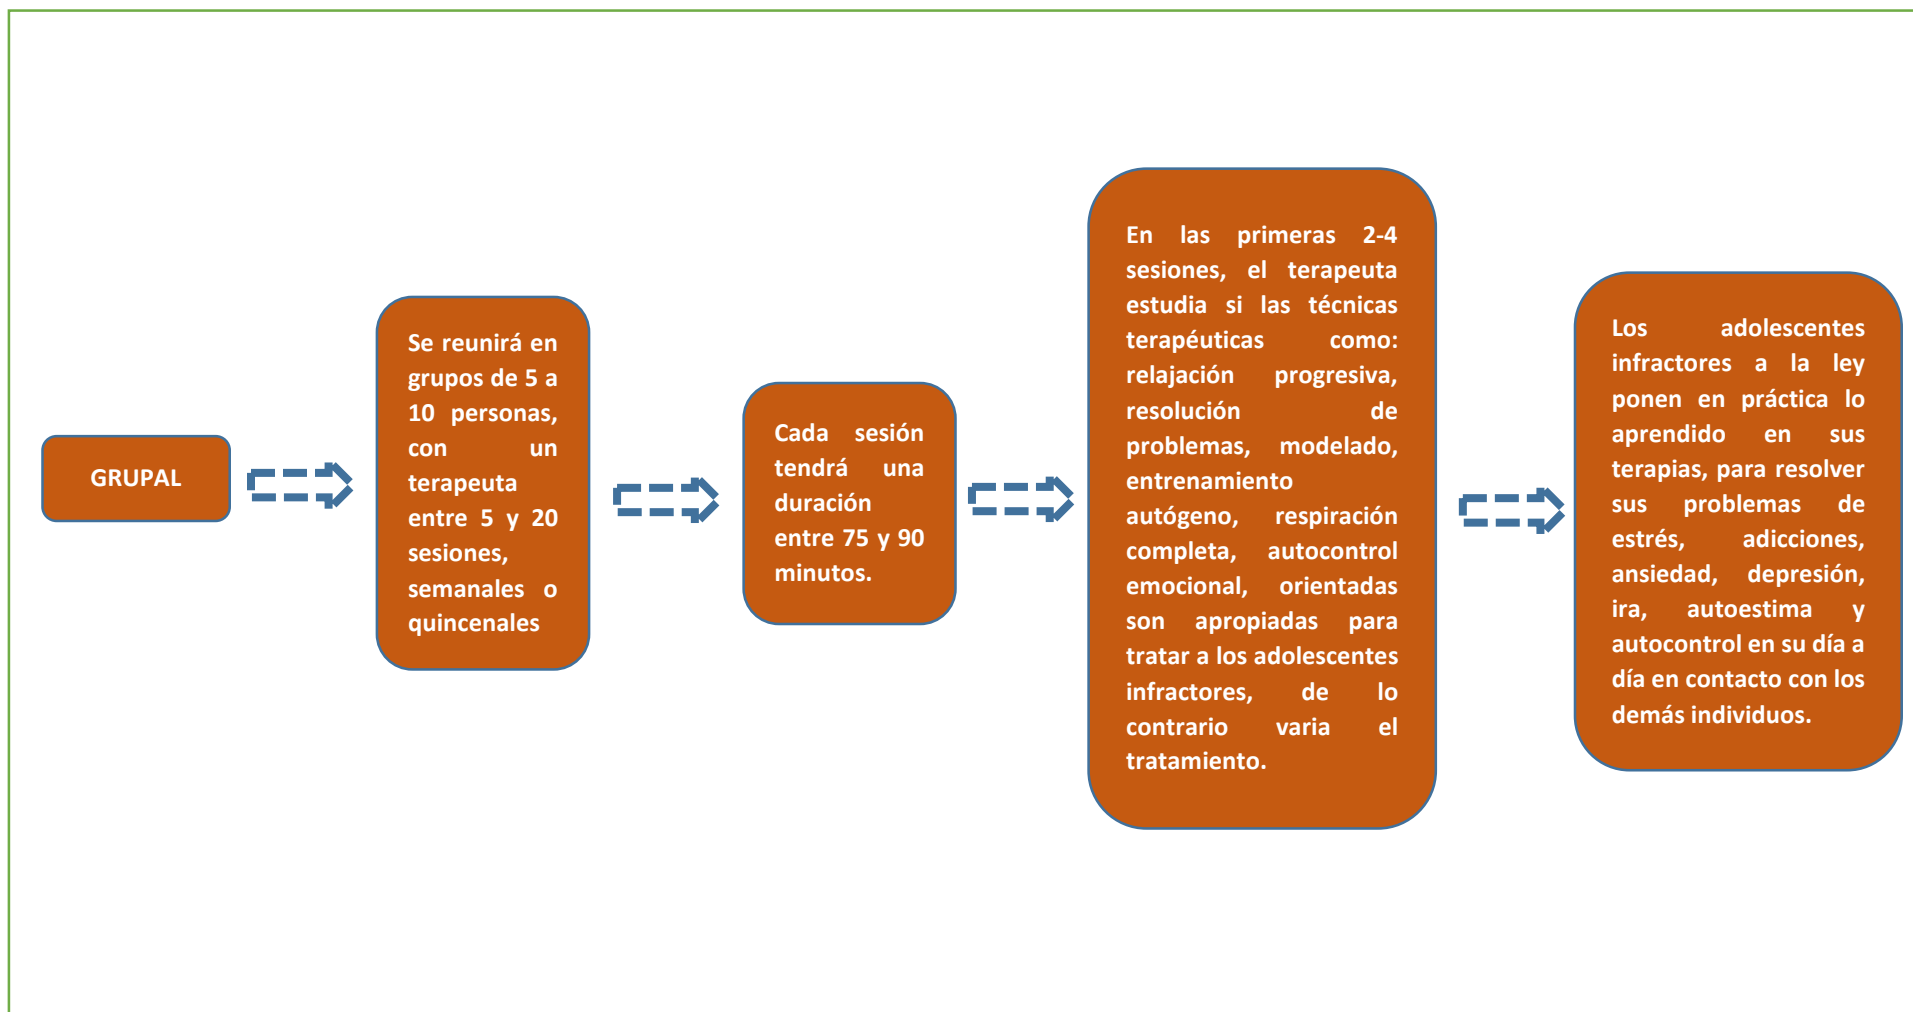 GRUPAL
Se reunirá en
grupos de 5 a
10 personas,
con un
terapeuta
entre 5 y 20
sesiones,
semanales o
quincenales
Cada sesión
tendrá una
duración
entre 75 y 90
minutos.
En las primeras 2-4
sesiones, el terapeuta
estudia si las técnicas
terapéuticas como:
relajación progresiva,
resolución de
problemas, modelado,
entrenamiento
autógeno, respiración
completa, autocontrol
emocional, orientadas
son apropiadas para
tratar a los adolescentes
infractores, de lo
contrario varia el
tratamiento.
Los adolescentes
infractores a la ley
ponen en práctica lo
aprendido en sus
terapias, para resolver
sus problemas de
estrés, adicciones,
ansiedad, depresión,
ira, autoestima y
autocontrol en su día a
día en contacto con los
demás individuos.